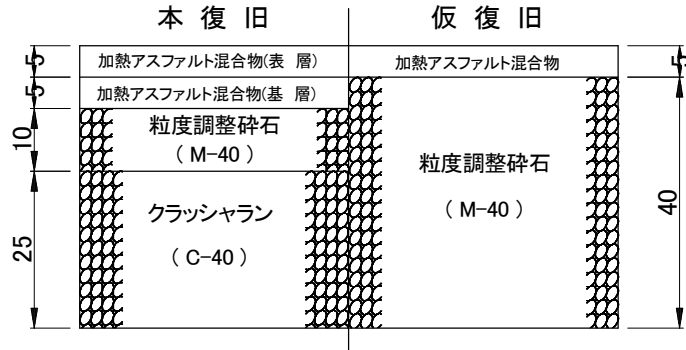 本 復 旧
仮 復 旧
5
加熱アスファルト混合物(表 層)
加熱アスファルト混合物
5
5
加熱アスファルト混合物(基 層)
10
粒度調整砕石
( M-40 )
粒度調整砕石
( M-40 )
40
25
クラッシャラン
( C-40 )